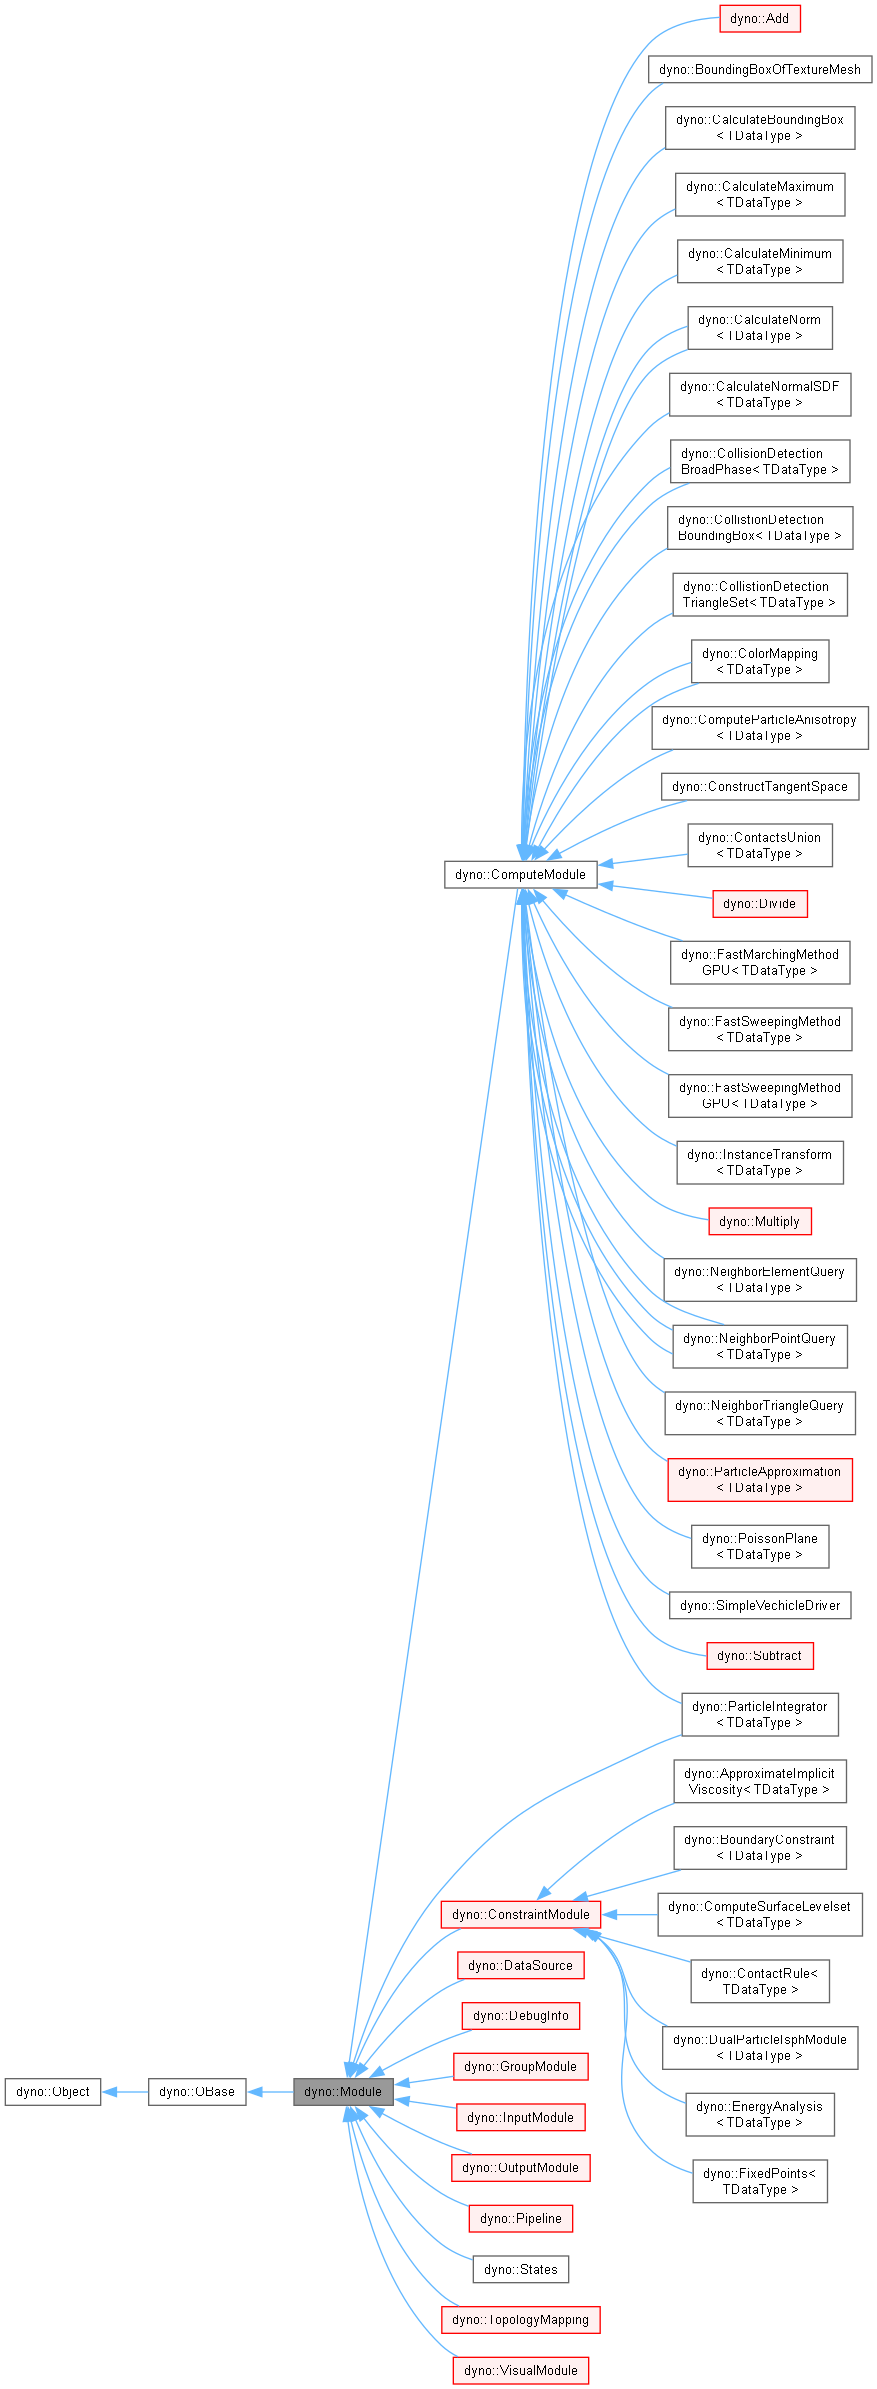 dyno::Add
dyno::BoundingBoxOfTextureMesh
dyno::CalculateBoundingBox
< TDataType >
dyno::CalculateMaximum
< TDataType >
dyno::CalculateMinimum
< TDataType >
dyno::CalculateNorm
< TDataType >
dyno::CalculateNormalSDF
< TDataType >
dyno::CollisionDetection
BroadPhase< TDataType >
dyno::CollistionDetection
BoundingBox< TDataType >
dyno::CollistionDetection
TriangleSet< TDataType >
dyno::ColorMapping
< TDataType >
dyno::ComputeParticleAnisotropy
< TDataType >
dyno::ConstructTangentSpace
dyno::ContactsUnion
< TDataType >
dyno::ComputeModule
dyno::Divide
dyno::FastMarchingMethod
GPU< TDataType >
dyno::FastSweepingMethod
< TDataType >
dyno::FastSweepingMethod
GPU< TDataType >
dyno::InstanceTransform
< TDataType >
dyno::Multiply
dyno::NeighborElementQuery
< TDataType >
dyno::NeighborPointQuery
< TDataType >
dyno::NeighborTriangleQuery
< TDataType >
dyno::ParticleApproximation
< TDataType >
dyno::PoissonPlane
< TDataType >
dyno::SimpleVechicleDriver
dyno::Subtract
dyno::ParticleIntegrator
< TDataType >
dyno::ApproximateImplicit
Viscosity< TDataType >
dyno::BoundaryConstraint
< TDataType >
dyno::ConstraintModule
dyno::ComputeSurfaceLevelset
< TDataType >
dyno::DataSource
dyno::ContactRule<
TDataType >
dyno::DebugInfo
dyno::DualParticleIsphModule
< TDataType >
dyno::GroupModule
dyno::Object
dyno::OBase
dyno::Module
dyno::InputModule
dyno::EnergyAnalysis
< TDataType >
dyno::OutputModule
dyno::FixedPoints<
TDataType >
dyno::Pipeline
dyno::States
dyno::TopologyMapping
dyno::VisualModule